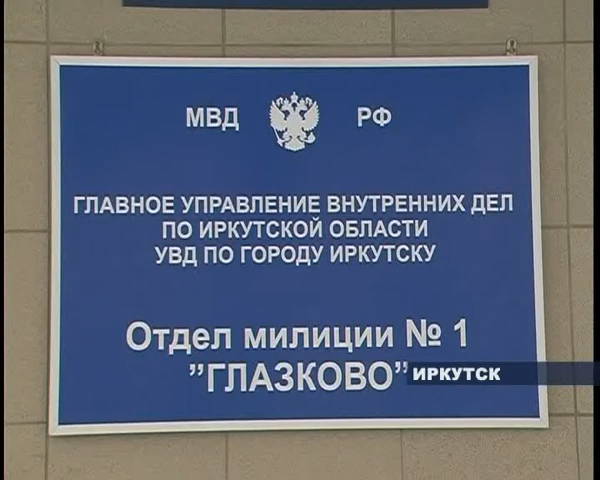 МВД РФ
ГЛАВНОЕ УПРАВЛЕНИЕ ВНУТРЕННИХ ДЕЛ
ПО ИРКУТСКОЙ ОБЛАСТИ
УВД ПО ГОРОДУ ИРКУТСКУ
Отдел милиции № 1
"ГЛАЗКОВО"
ИРКУТСК